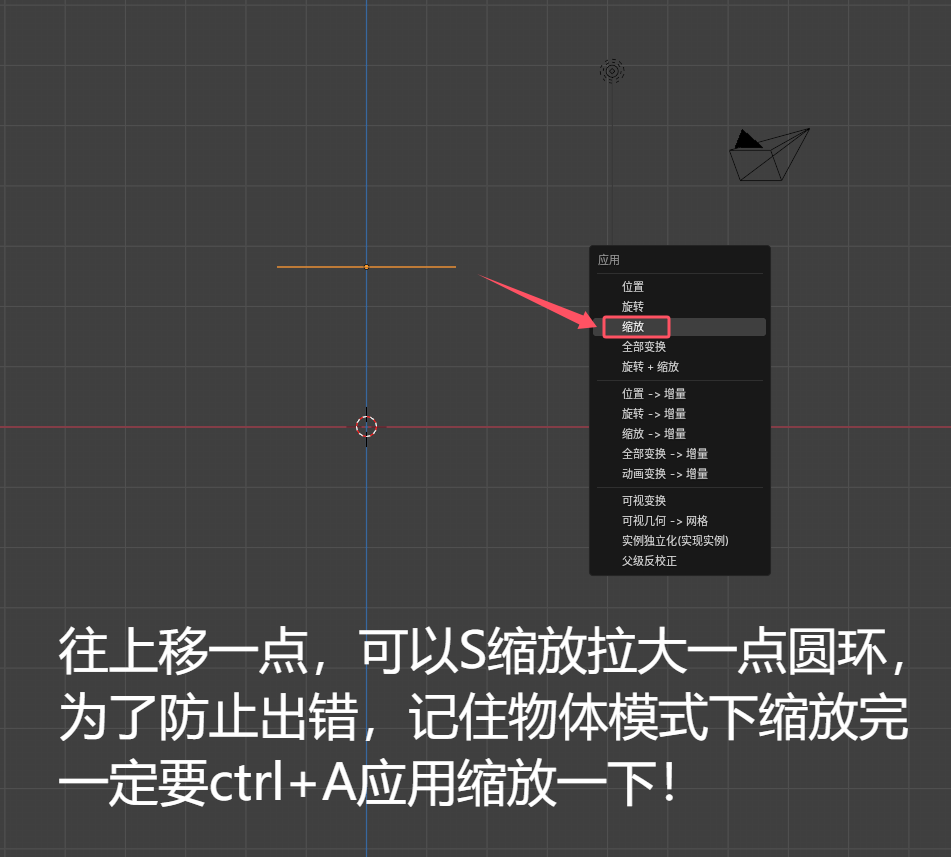 应用
位置
旋转
缩放
全部变换
旋转 + 缩放
位置 -> 增量
旋转 -> 增量
缩放 -> 增量
全部变换 -> 增量
动画变换 -> 增量
可视变换
可视几何 -> 网格
实例独立化(实现实例)
父级反校正
往上移一点，可以S缩放拉大一点圆环，
为了防止出错，记住物体模式下缩放完
一定要ctrl+A应用缩放一下！